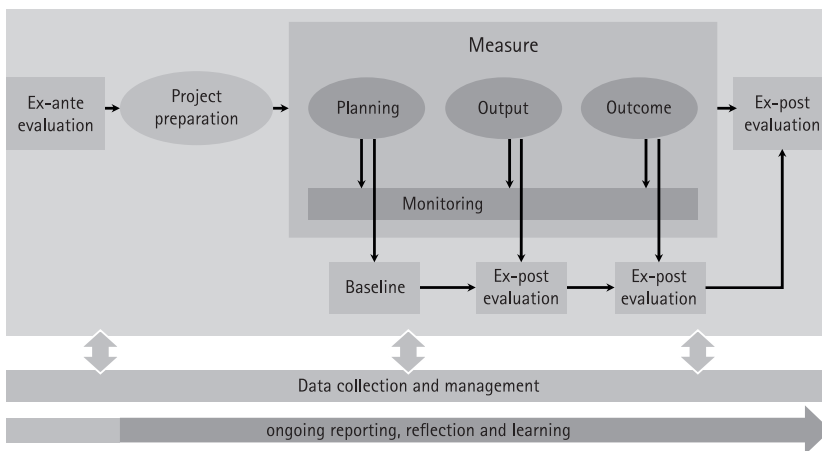 Measure
Ex-ante
evaluation
Project
preparation
Planning
Output
Outcome
Ex-post
evaluation
Monitoring
Baseline
Ex-post
evaluation
Ex-post
evaluation
Data collection and management
ongoing reporting, reflection and learning